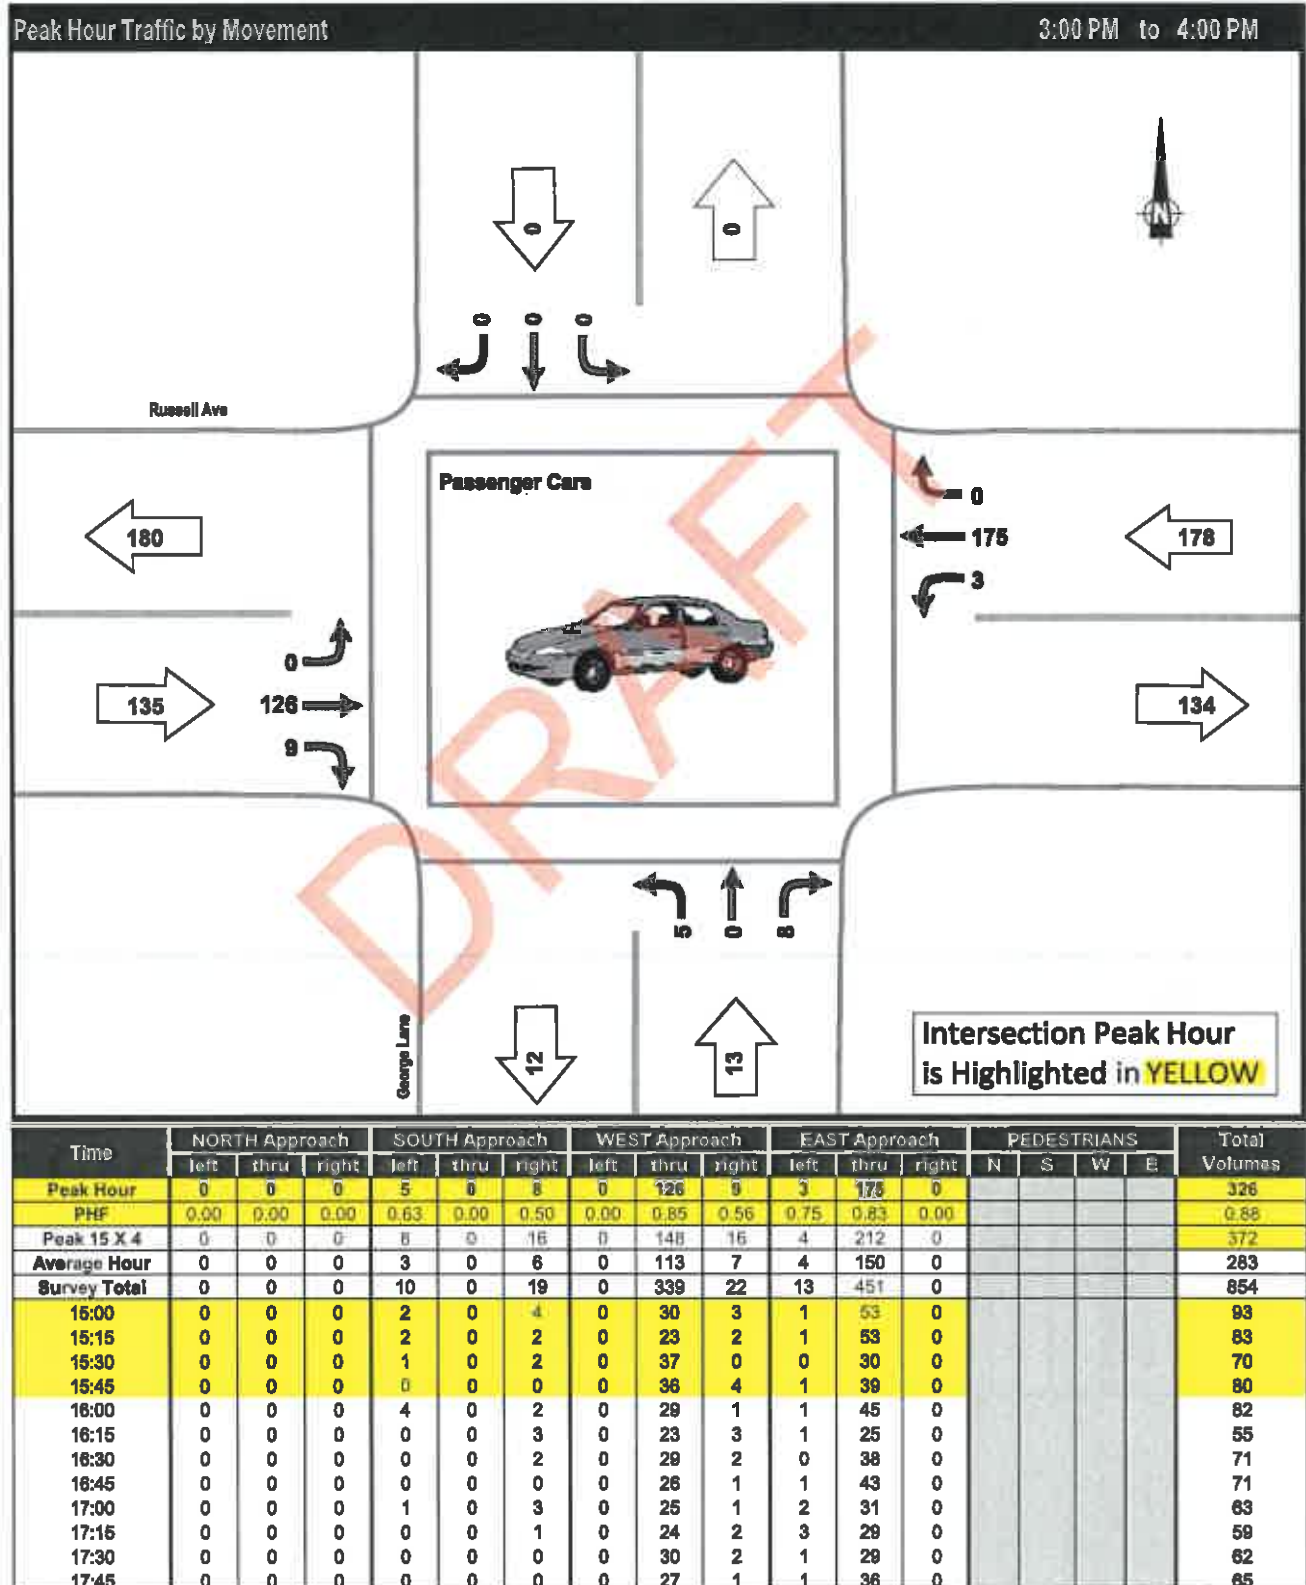 Peak Hour Traffic by Movement 3:00 PM to 4:00 PM
0 0
0 0 0
N
Russell Ave
Passenger Cars
0
180 175 178
3
0
135 126 134
9
5 0 8
George Lane
12 13
Intersection Peak Hour
is Highlighted in YELLOW
DRAFT
Time NORTH Approach SOUTH Approach WEST Approach EAST Approach PEDESTRIANS Total
left thru right left thru right left thru right left thru right N S W E Volumes
Peak Hour 0 0 0 5 0 8 0 126 9 3 175 0 326
PHF 0.00 0.00 0.00 0.63 0.00 0.50 0.00 0.85 0.56 0.75 0.83 0.00 0.88
Peak 15 X 4 0 0 0 8 0 16 0 148 16 4 212 0 372
Average Hour 0 0 0 3 0 6 0 113 7 4 150 0 283
Survey Total 0 0 0 10 0 19 0 339 22 13 451 0 854
15:00 0 0 0 2 0 4 0 30 3 1 53 0 93
15:15 0 0 0 2 0 2 0 23 2 1 53 0 83
15:30 0 0 0 1 0 2 0 37 0 0 30 0 70
15:45 0 0 0 0 0 0 0 36 4 1 39 0 80
16:00 0 0 0 4 0 2 0 29 1 1 45 0 82
16:15 0 0 0 0 0 3 0 23 3 1 25 0 55
16:30 0 0 0 0 0 2 0 29 2 0 38 0 71
16:45 0 0 0 0 0 0 0 26 1 1 43 0 71
17:00 0 0 0 1 0 3 0 25 1 2 31 0 63
17:15 0 0 0 0 0 1 0 24 2 3 29 0 59
17:30 0 0 0 0 0 0 0 30 2 1 29 0 62
17:45 0 0 0 0 0 0 0 27 1 1 36 0 65